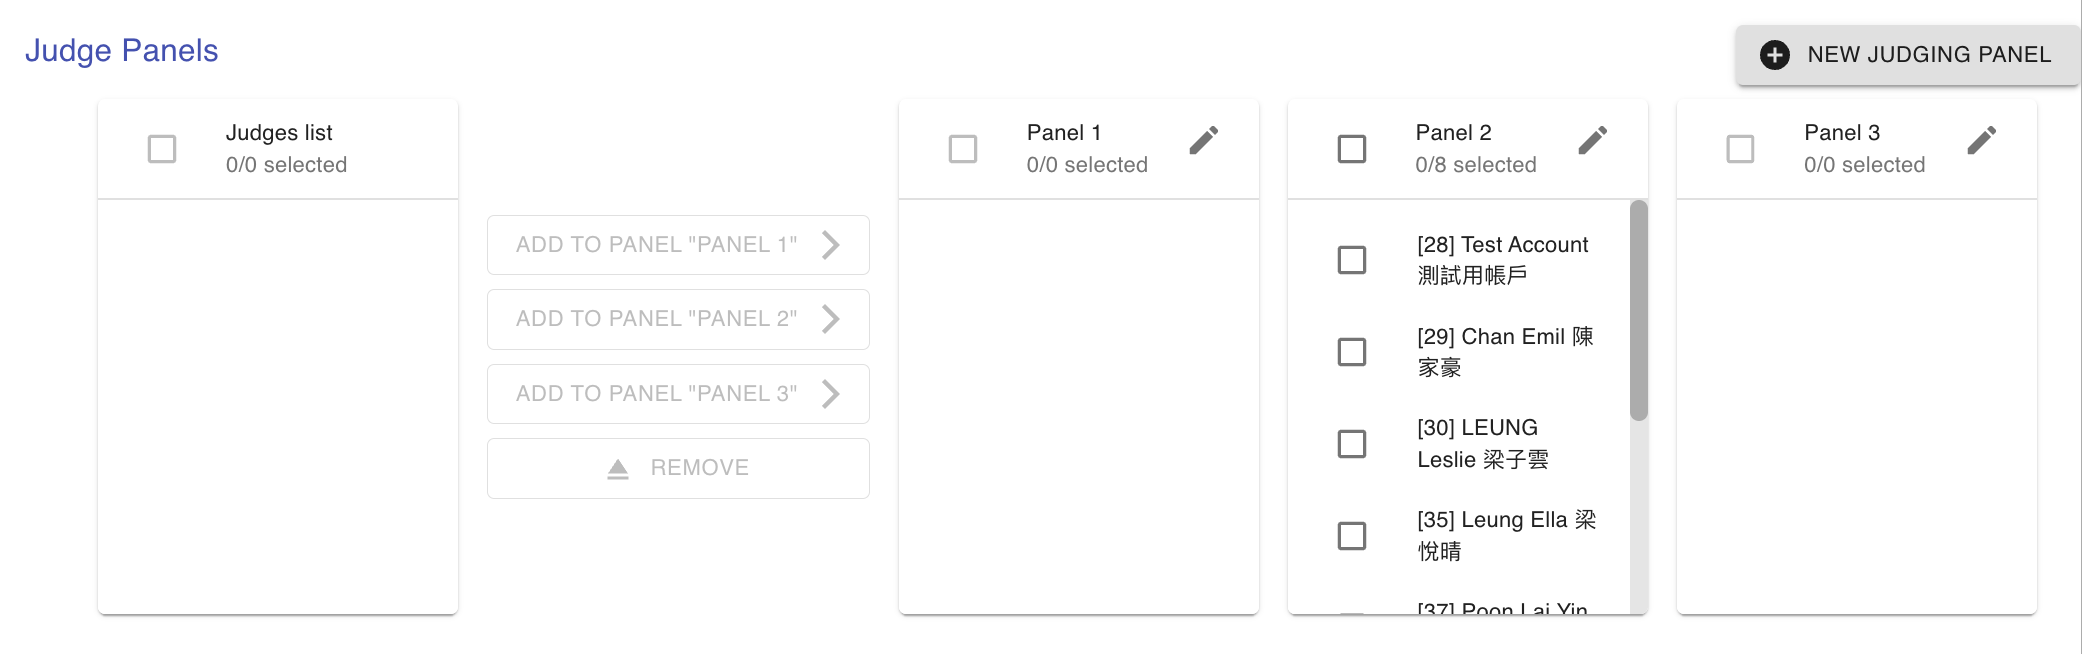 Judge Panels
NEW JUDGING PANEL
Judges list
0/0 selected
ADD TO PANEL "PANEL 1"
ADD TO PANEL "PANEL 2"
ADD TO PANEL "PANEL 3"
REMOVE
Panel 1
0/0 selected
Panel 2
0/8 selected
[28] Test Account
測試用帳戶
[29] Chan Emil 陳
家豪
[30] LEUNG
Leslie 梁子雲
[35] Leung Ella 梁
悅晴
[37] Poon Lai Yin
Panel 3
0/0 selected